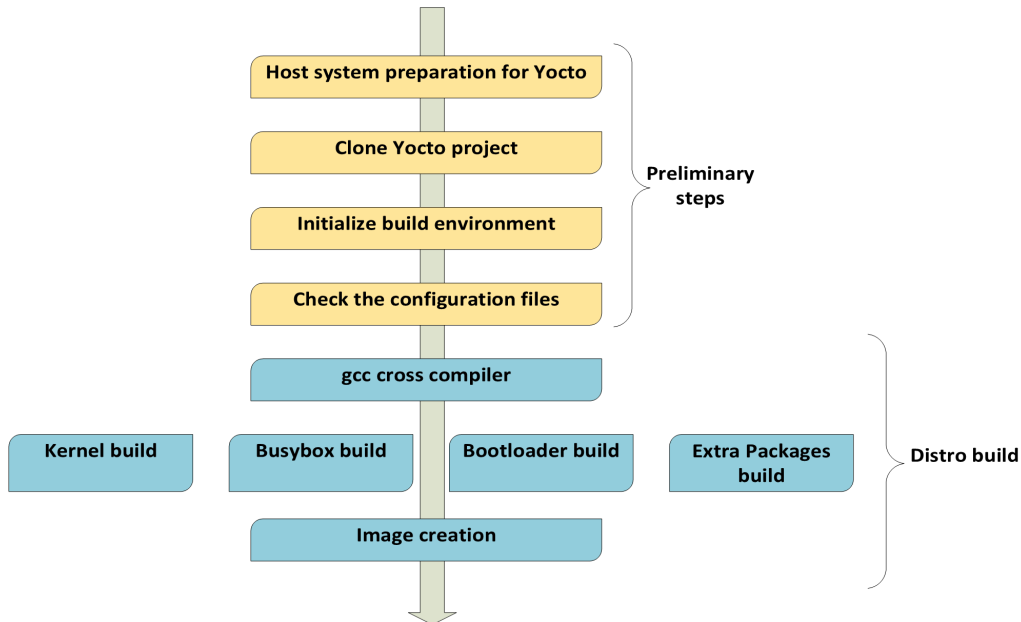 Host system preparation for Yocto
Clone Yocto project
Initialize build environment
Check the configuration files
Preliminary
steps
gcc cross compiler
Kernel build
Busybox build
Bootloader build
Extra Packages
build
Image creation
Distro build